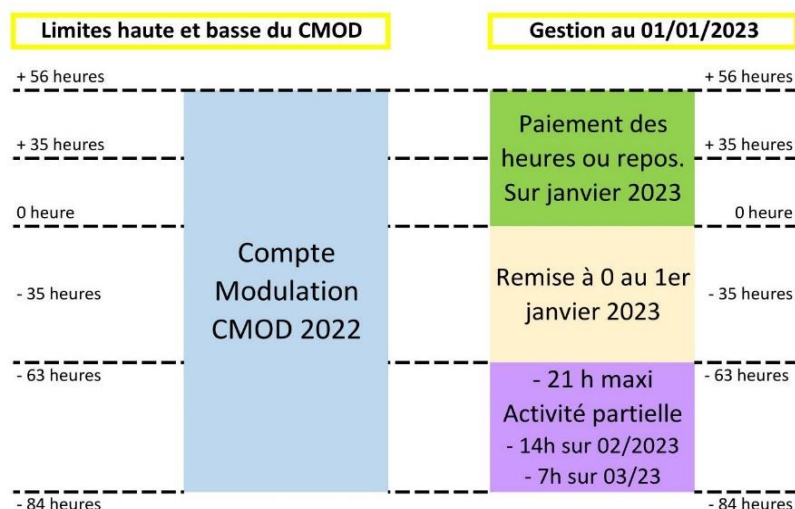 Limites haute et basse du CMOD
Gestion au 01/01/2023
+ 56 heures
+ 56 heures
+ 35 heures
Paiement des
heures ou repos.
Sur janvier 2023
+ 35 heures
0 heure
0 heure
Compte
Modulation
CMOD 2022
- 35 heures
Remise à 0 au 1er
janvier 2023
- 35 heures
- 63 heures
- 63 heures
- 21 h maxi
Activité partielle
- 14h sur 02/2023
- 7h sur 03/23
- 84 heures
- 84 heures